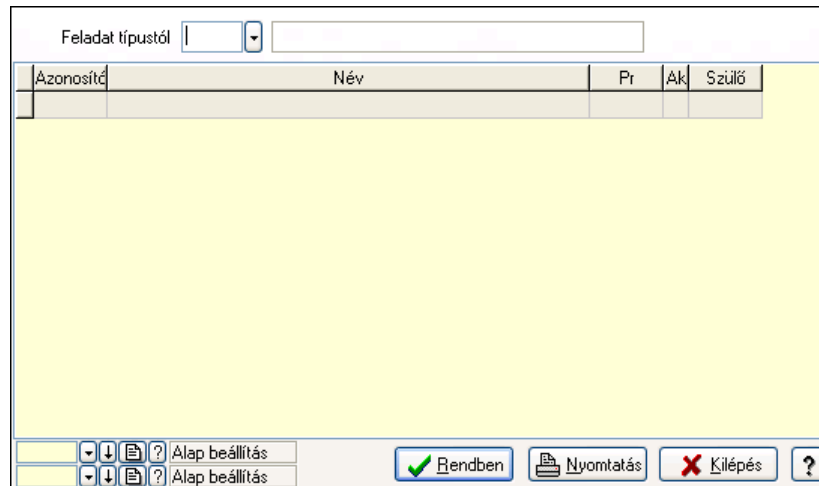 Feladat típustól
Azonosító Név Pr Ak Szülő
? Alap beállítás
? Alap beállítás
Rendben Nyomtatás Kilépés ?